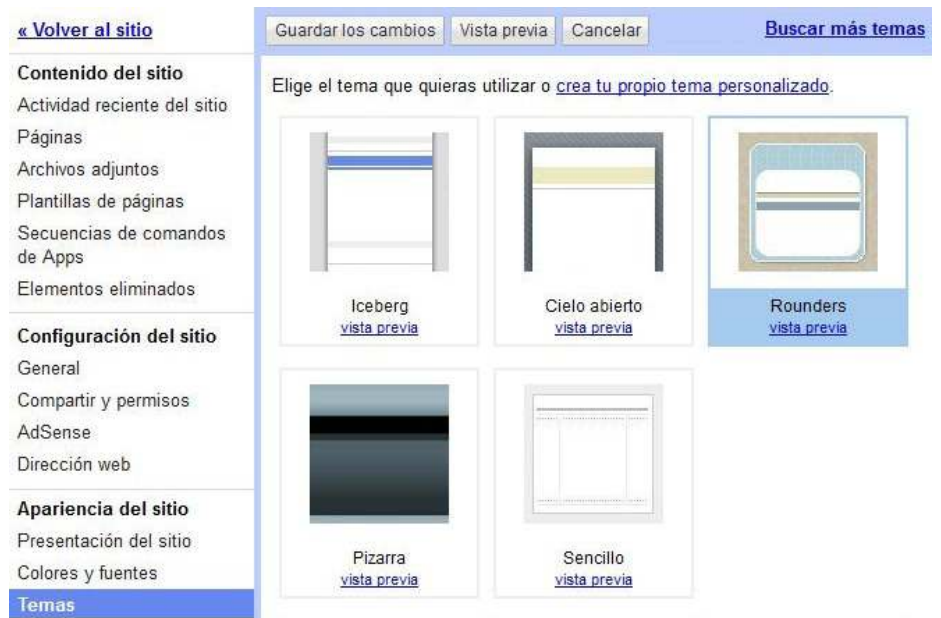 « Volver al sitio
Contenido del sitio
Actividad reciente del sitio
Páginas
Archivos adjuntos
Plantillas de páginas
Secuencias de comandos
de Apps
Elementos eliminados
Configuración del sitio
General
Compartir y permisos
AdSense
Dirección web
Apariencia del sitio
Presentación del sitio
Colores y fuentes
Temas
Guardar los cambios Vista previa Cancelar Buscar más temas
Elige el tema que quieras utilizar o crea tu propio tema personalizado.
Iceberg
vista previa
Cielo abierto
vista previa
Rounders
vista previa
Pizarra
vista previa
Sencillo
vista previa